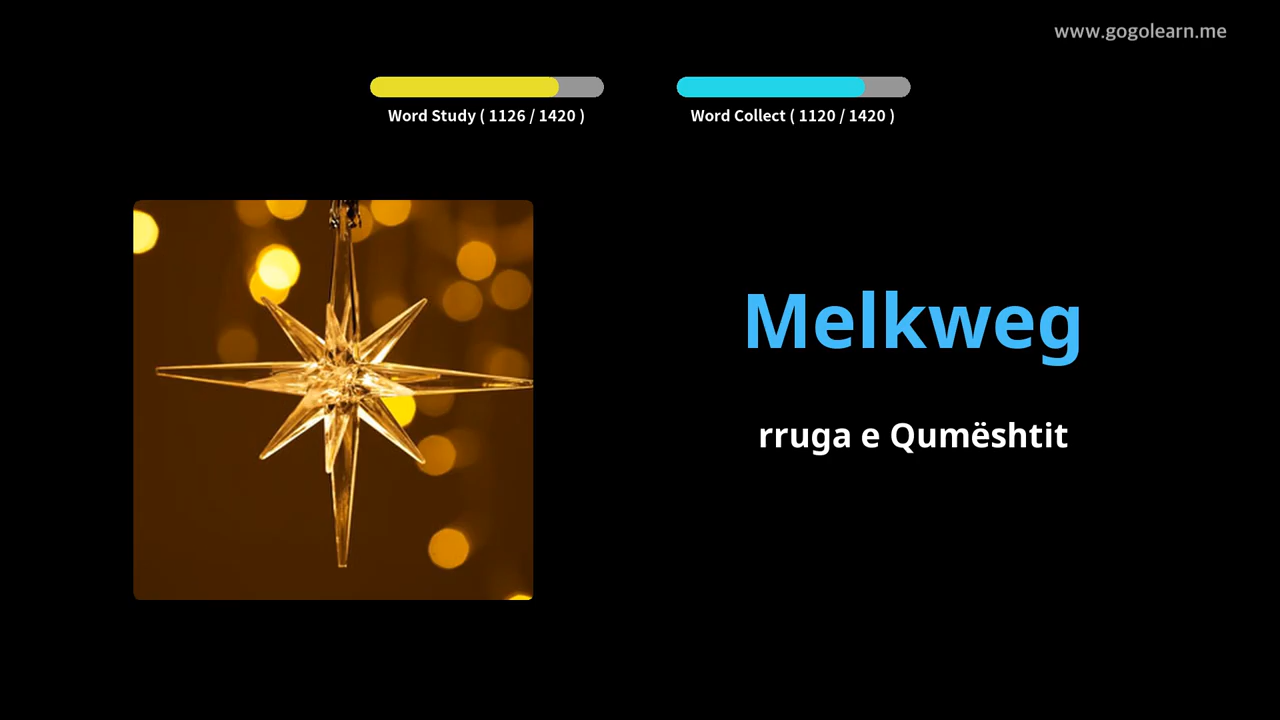 www.gogolearn.me
Word Study ( 1126 / 1420 )
Word Collect ( 1120 / 1420 )
Melkweg
rruga e Qumështit